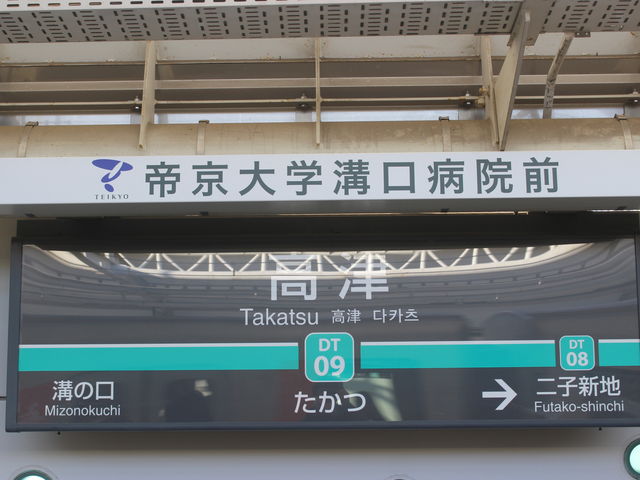 TEIKYO 帝京大学溝口病院前
高津
Takatsu 高津 다카츠
DT 09
DT 08
溝の口 たかつ → 二子新地
Mizonokuchi Futako-shinchi